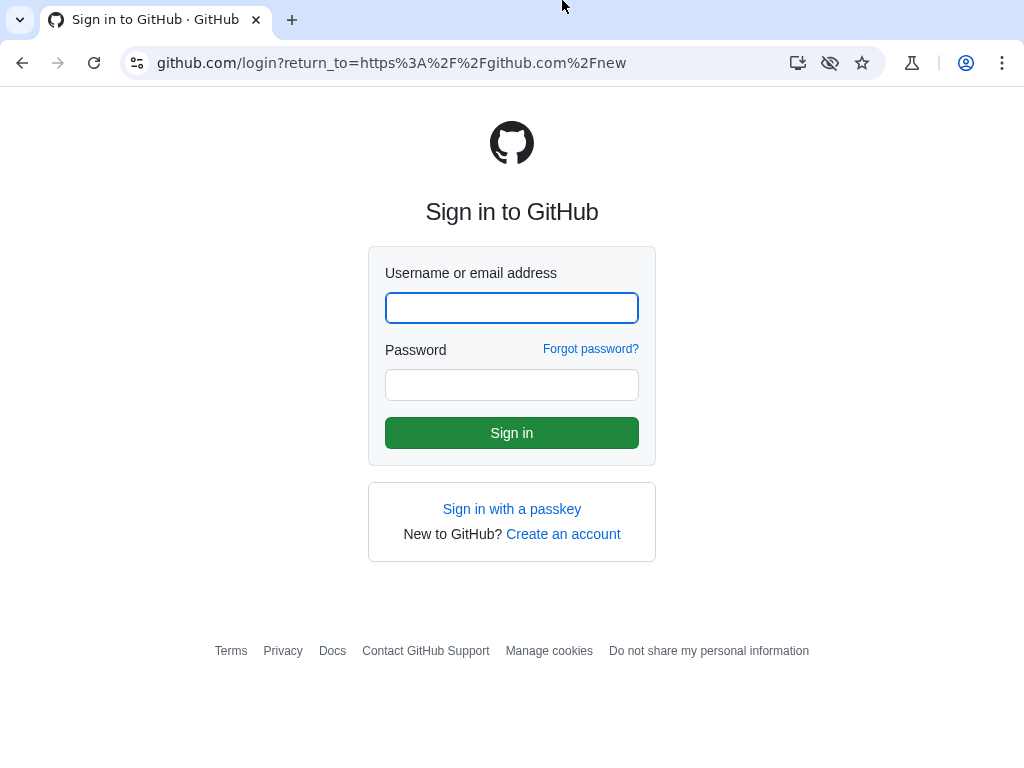 Sign in to GitHub · GitHub
github.com/login?return_to=https%3A%2F%2Fgithub.com%2Fnew
Sign in to GitHub
Username or email address
Password
Forgot password?
Sign in
Sign in with a passkey
New to GitHub? Create an account
Terms Privacy Docs Contact GitHub Support Manage cookies Do not share my personal information